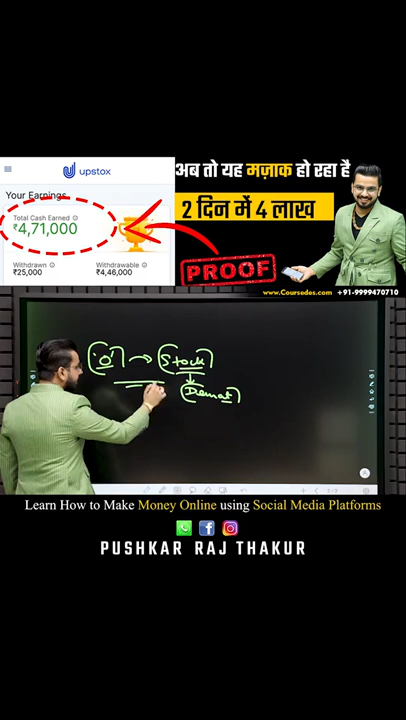 upstox
अब तो यह मज़ाक हो रहा है
Your Earnings
2 दिन में 4 लाख
Total Cash Earned
₹4,71,000
Withdrawn
Withdrawable
₹25,000
₹4,46,000
PROOF
www.Coursedes.com +91-9999470710
'0' → Stock
Demat
Learn How to Make Money Online using Social Media Platforms
PUSHKAR RAJ THAKUR